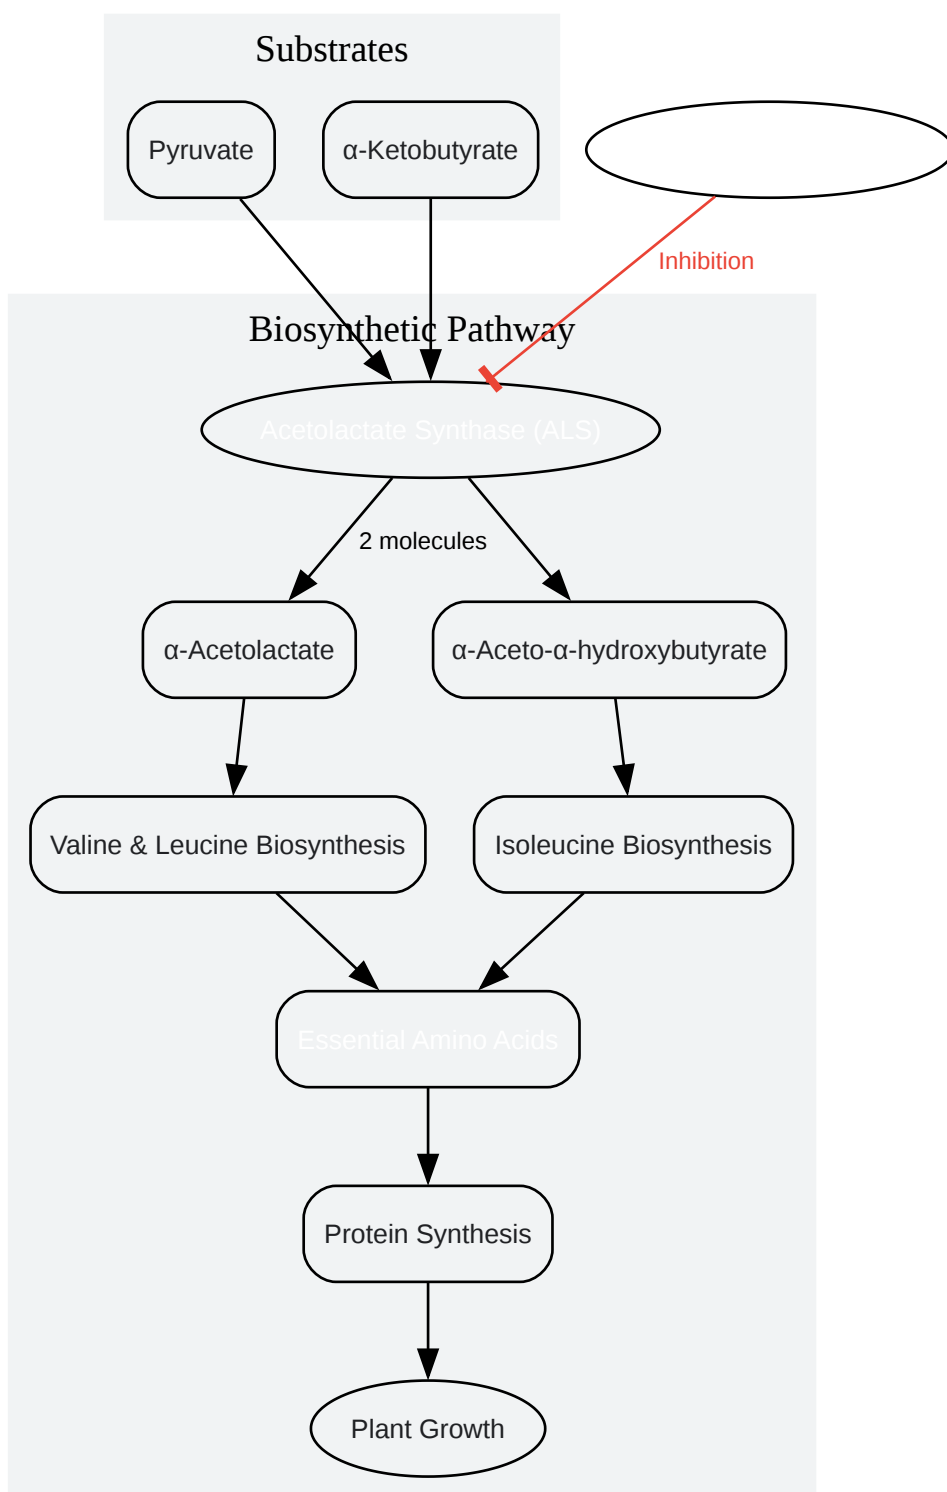 Substrates
Pyruvate
α-Ketobutyrate
Inhibition
Biosynthetic Pathway
Acetolactate Synthase (ALS)
2 molecules
α-Acetolactate
α-Aceto-α-hydroxybutyrate
Valine & Leucine Biosynthesis
Isoleucine Biosynthesis
Essential Amino Acids
Protein Synthesis
Plant Growth